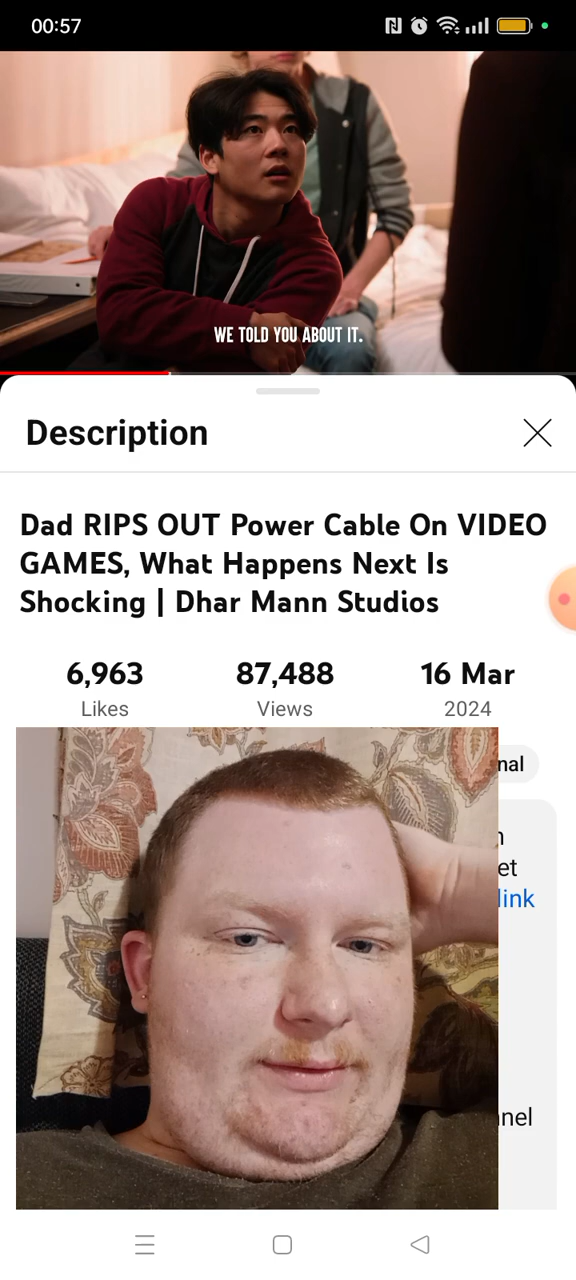 00:57
WE TOLD YOU ABOUT IT.
Description
Dad RIPS OUT Power Cable On VIDEO
GAMES, What Happens Next Is
Shocking | Dhar Mann Studios
6,963 87,488 16 Mar
Likes Views 2024
link